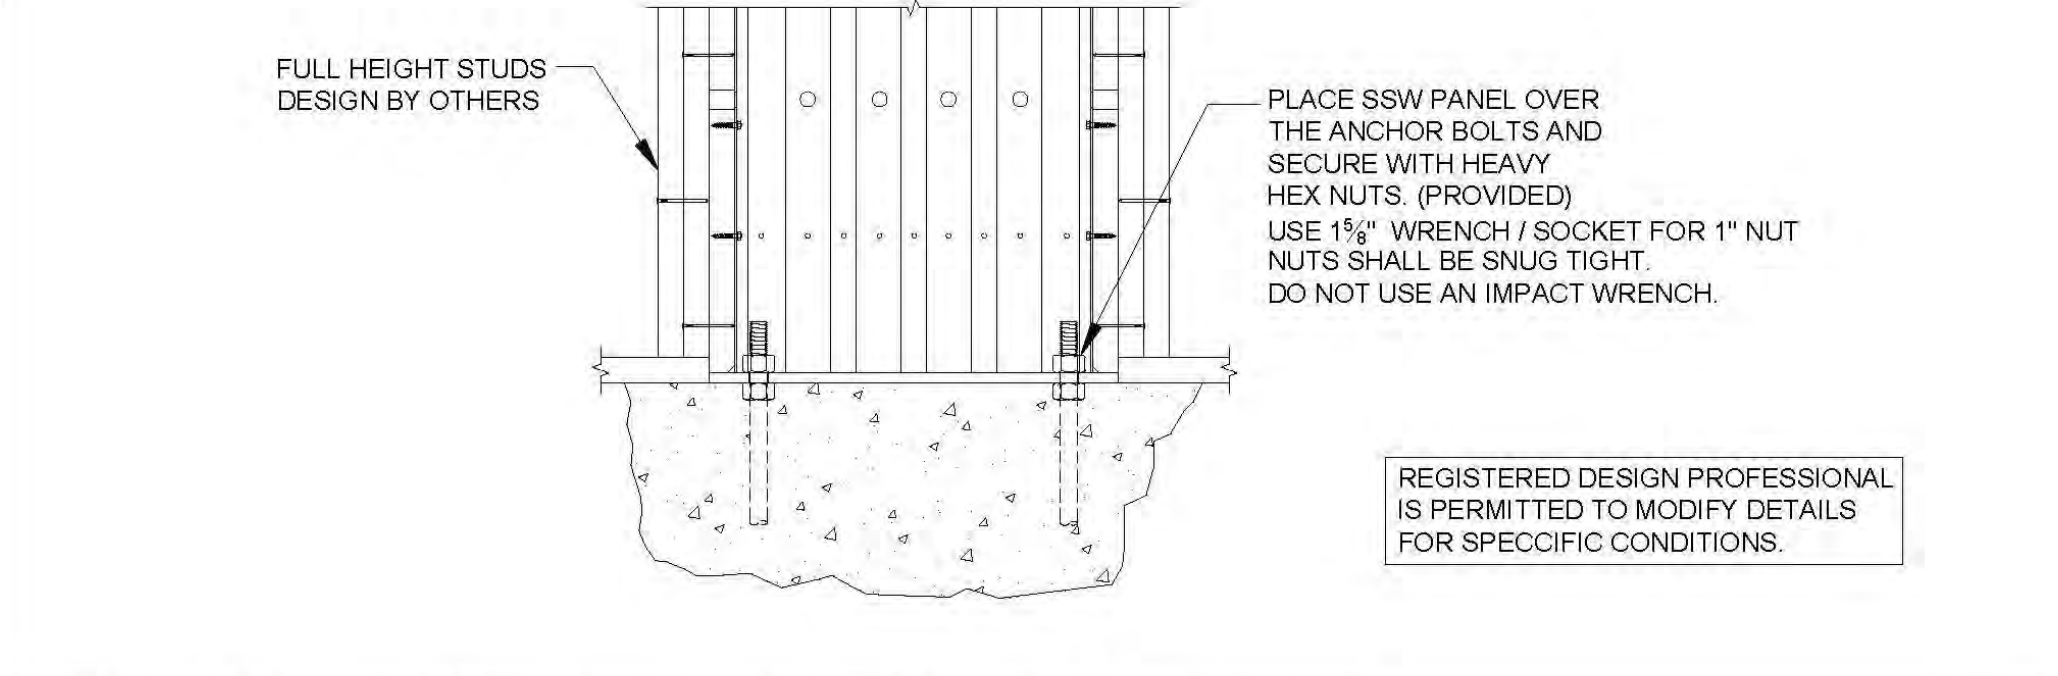 FULL HEIGHT STUDS
DESIGN BY OTHERS
PLACE SSW PANEL OVER
THE ANCHOR BOLTS AND
SECURE WITH HEAVY
HEX NUTS. (PROVIDED)
USE 1⅝" WRENCH / SOCKET FOR 1" NUT
NUTS SHALL BE SNUG TIGHT.
DO NOT USE AN IMPACT WRENCH.
REGISTERED DESIGN PROFESSIONAL
IS PERMITTED TO MODIFY DETAILS
FOR SPECCIFIC CONDITIONS.